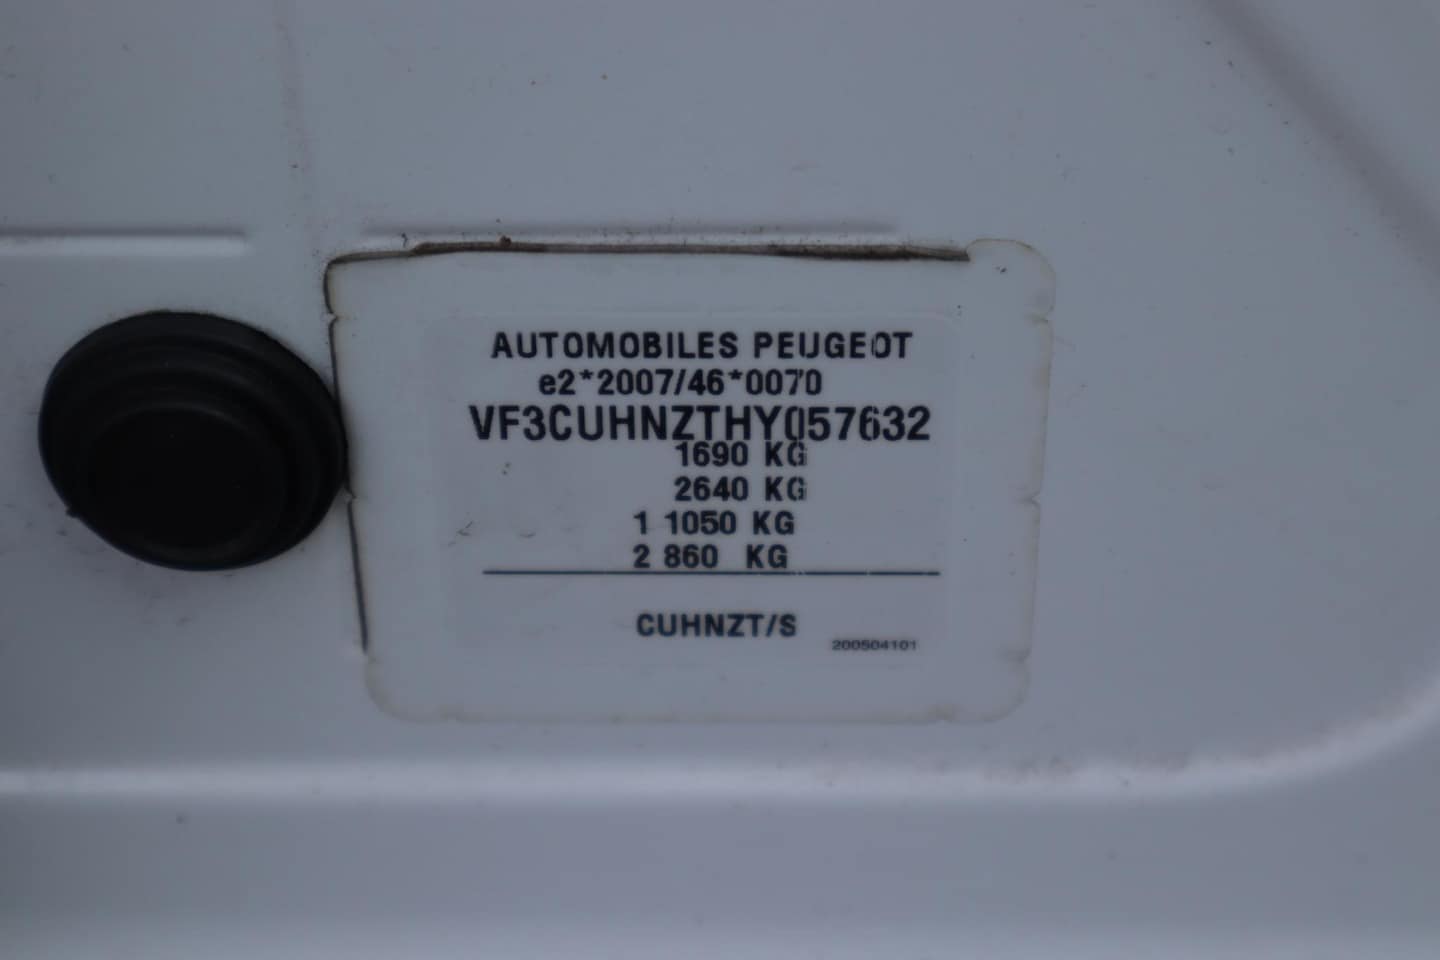 AUTOMOBILES PEUGEOT
e2*2007/46*0070
VF3CUHNZTHY057632
1690 KG
2640 KG
1 1050 KG
2 860 KG
CUHNZT/S
200504101